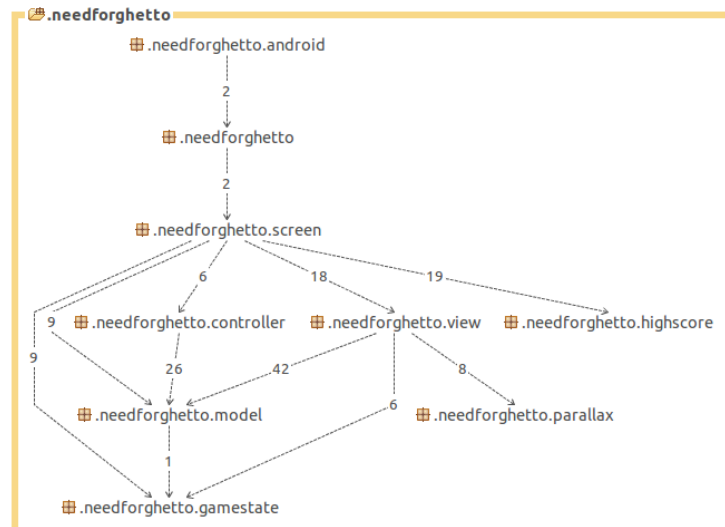 .needforghetto
.needforghetto.android
2
.needforghetto
2
.needforghetto.screen
6
18
19
9
.needforghetto.controller
.needforghetto.view
.needforghetto.highscore
9
26
42
8
6
.needforghetto.model
.needforghetto.parallax
1
.needforghetto.gamestate